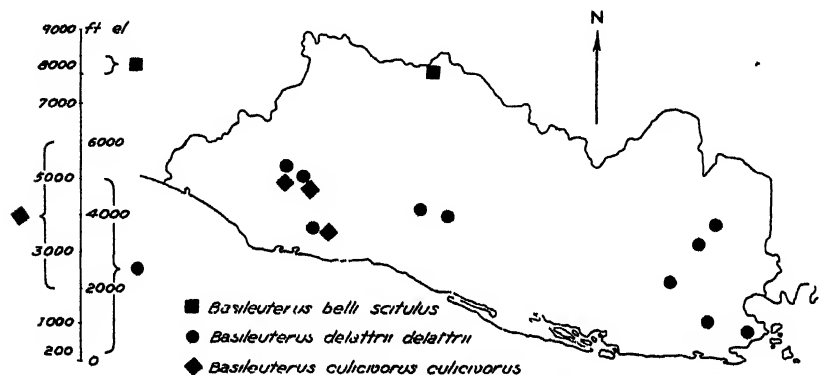 9000 ft el
8000
7000
6000
5000
4000
3000
2000
1000
200
0
N
Basileuterus belli scitulus
Basileuterus delattrii delattrii
Basileuterus culicivorus culicivorus